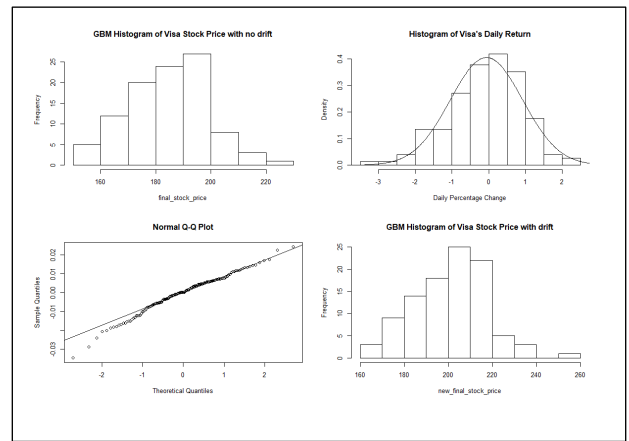 GBM Histogram of Visa Stock Price with no drift
Frequency
0 5 10 15 20 25
160 180 200 220
final_stock_price
Histogram of Visa's Daily Return
Density
0.0 0.1 0.2 0.3 0.4
-3 -2 -1 0 1 2
Daily Percentage Change
Normal Q-Q Plot
Sample Quantiles
-0.03 -0.01 0.00 0.01 0.02
-2 -1 0 1 2
Theoretical Quantiles
GBM Histogram of Visa Stock Price with drift
Frequency
0 5 10 15 20 25
160 180 200 220 240 260
new_final_stock_price